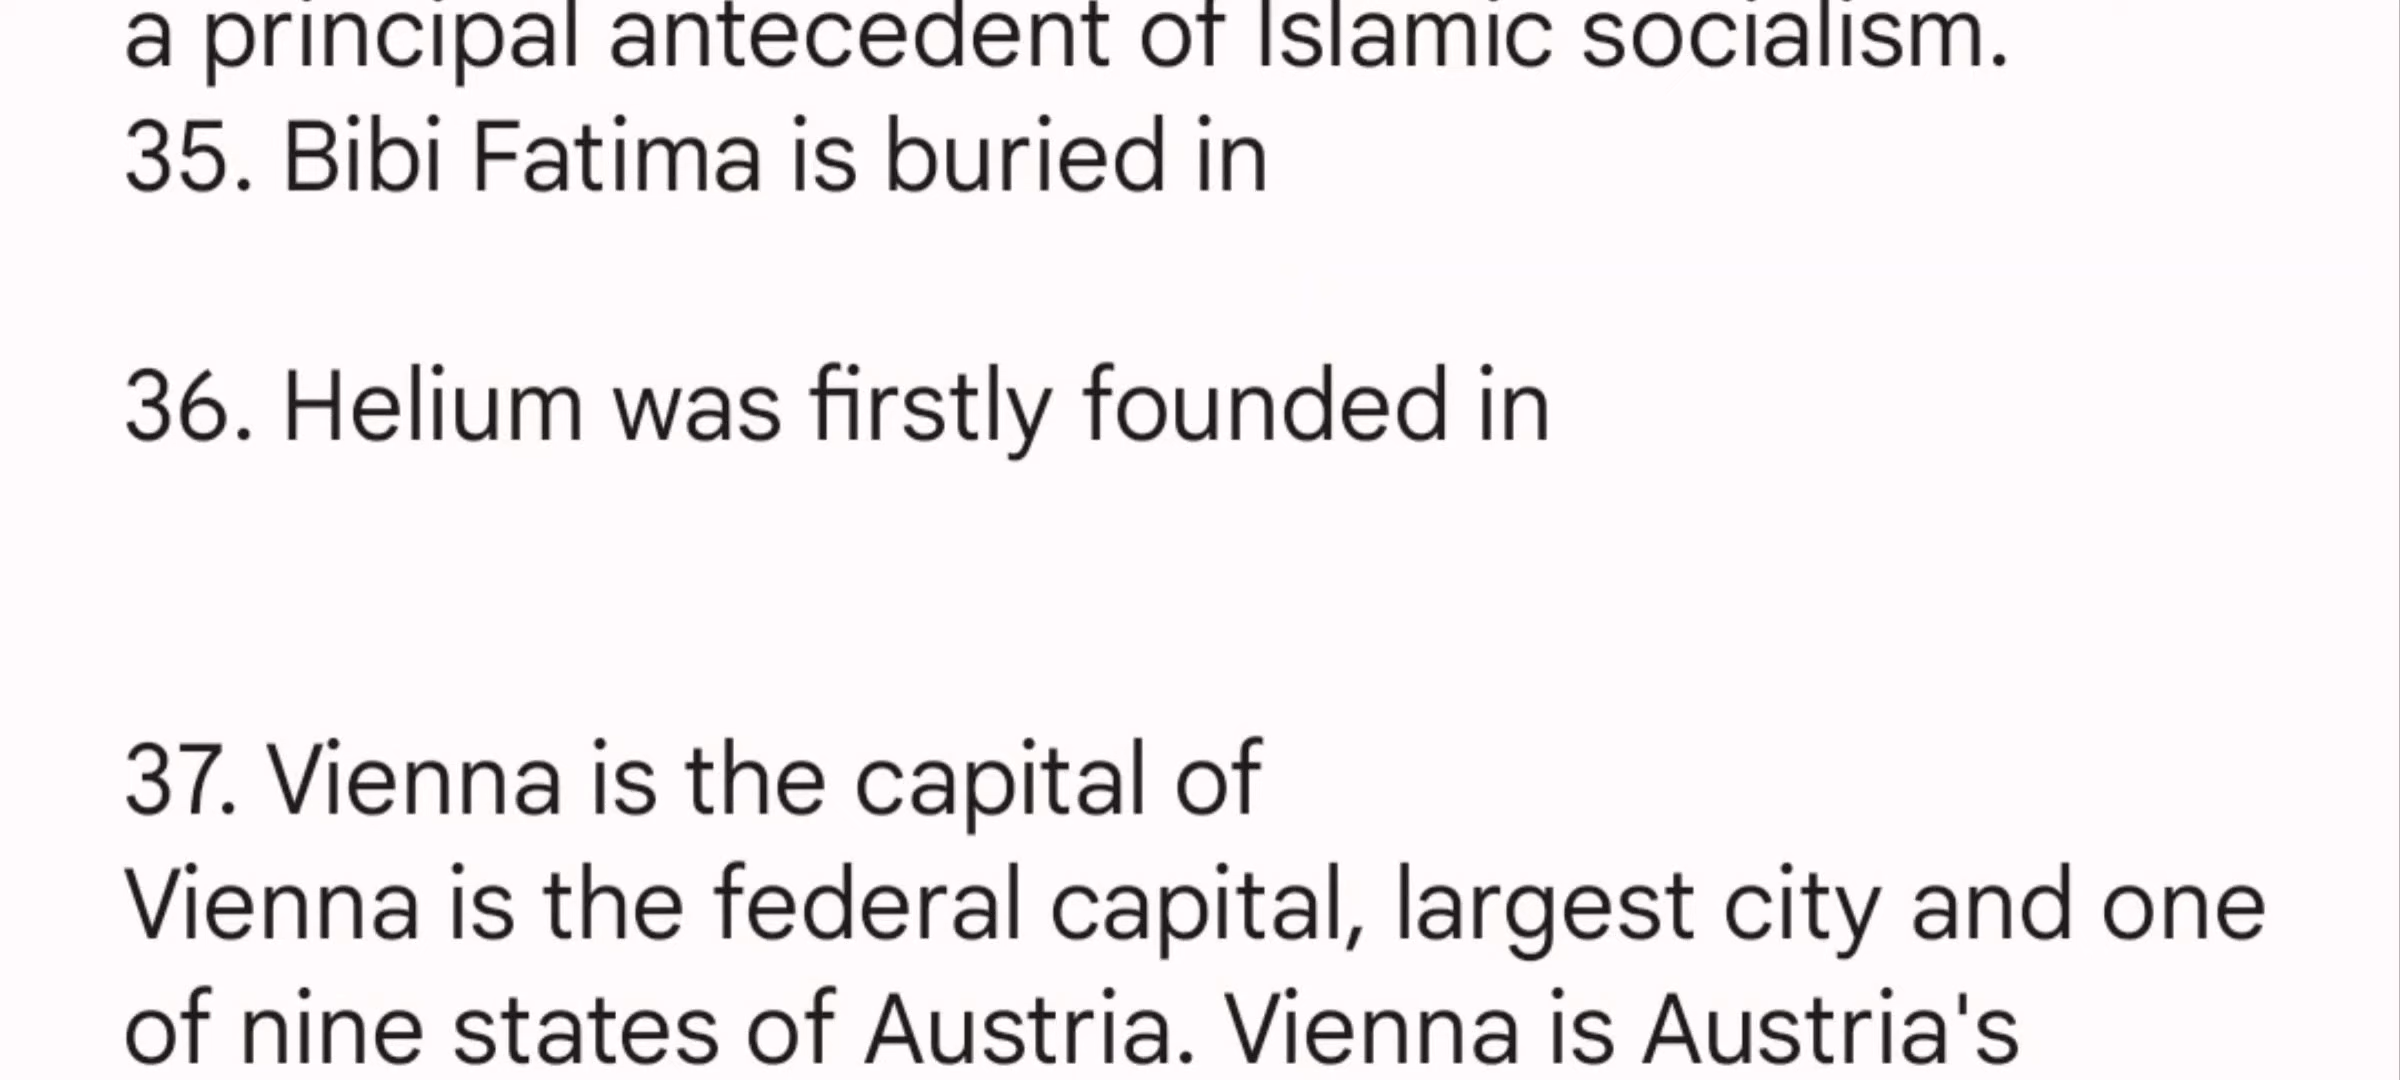 a principal antecedent of Islamic socialism.
35. Bibi Fatima is buried in
36. Helium was firstly founded in
37. Vienna is the capital of
Vienna is the federal capital, largest city and one
of nine states of Austria. Vienna is Austria's